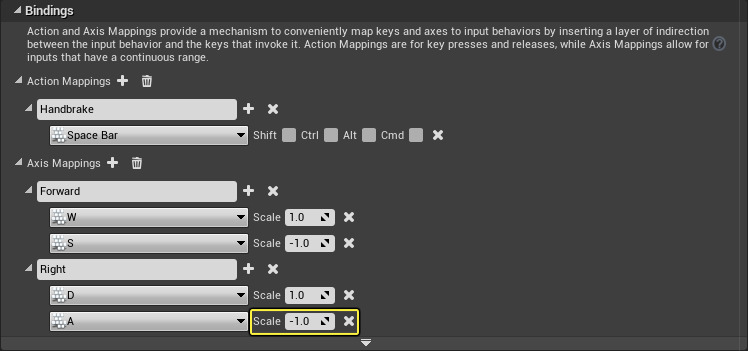 Bindings
Action and Axis Mappings provide a mechanism to conveniently map keys and axes to input behaviors by inserting a layer of indirection
between the input behavior and the keys that invoke it. Action Mappings are for key presses and releases, while Axis Mappings allow for
inputs that have a continuous range.
Action Mappings
Handbrake
Space Bar Shift Ctrl Alt Cmd
Axis Mappings
Forward
W Scale 1.0
S Scale -1.0
Right
D Scale 1.0
A Scale -1.0